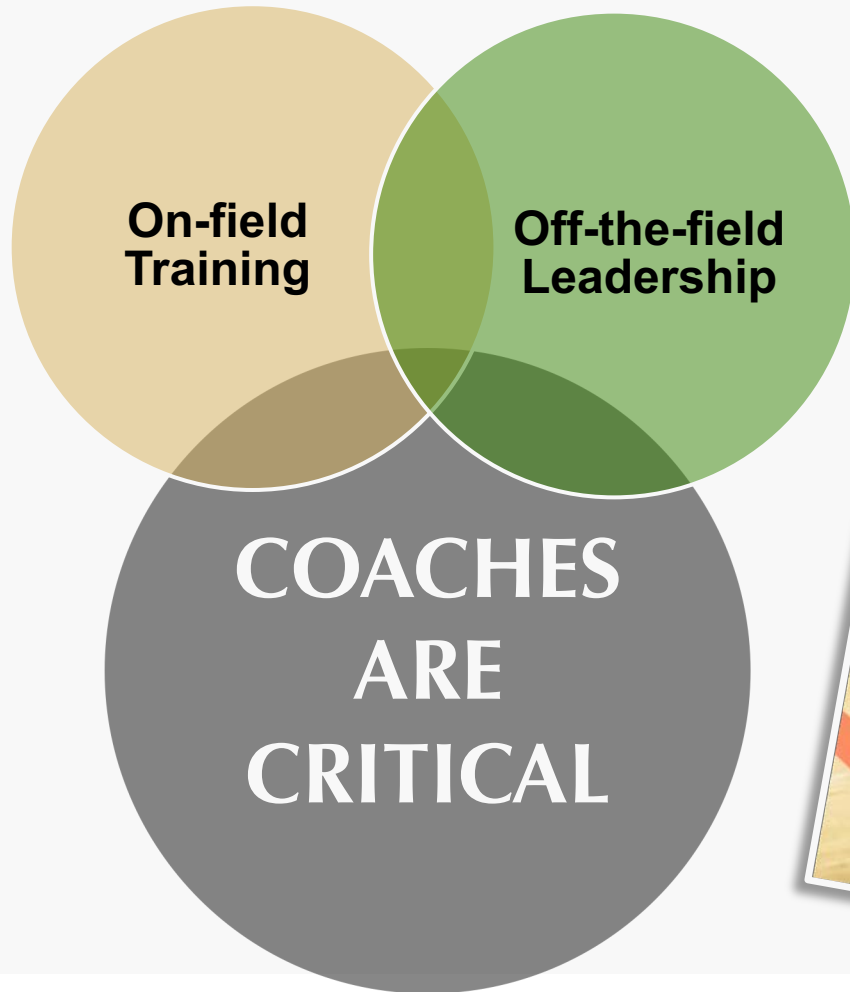 On-field
Training
Off-the-field
Leadership
COACHES
ARE
CRITICAL